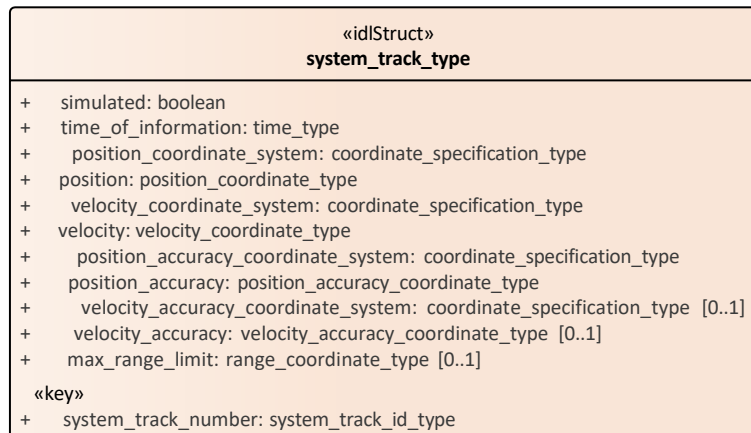 «idlStruct»
system_track_type
+ simulated: boolean
+ time_of_information: time_type
+ position_coordinate_system: coordinate_specification_type
+ position: position_coordinate_type
+ velocity_coordinate_system: coordinate_specification_type
+ velocity: velocity_coordinate_type
+ position_accuracy_coordinate_system: coordinate_specification_type
+ position_accuracy: position_accuracy_coordinate_type
+ velocity_accuracy_coordinate_system: coordinate_specification_type [0..1]
+ velocity_accuracy: velocity_accuracy_coordinate_type [0..1]
+ max_range_limit: range_coordinate_type [0..1]
«key»
+ system_track_number: system_track_id_type